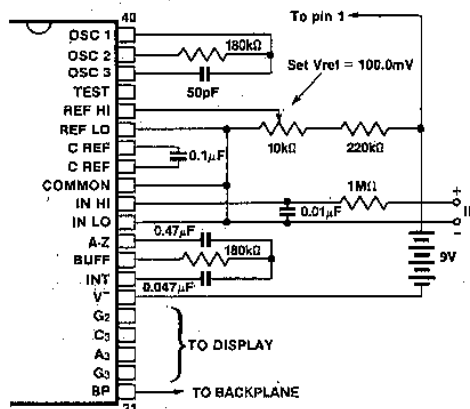 40
To pin 1
OSC 1
OSC 2
180kΩ
OSC 3
50pF
Set Vref = 100.0mV
TEST
REF HI
REF LO
10kΩ
220kΩ
C REF
0.1µF
C REF
COMMON
1MΩ
+
IN HI
0.01µF
IN LO
-
0.47µF
A-Z
180kΩ
BUFF
9V
INT
0.047µF
V-
G2
C3
TO DISPLAY
A3
G3
BP
TO BACKPLANE